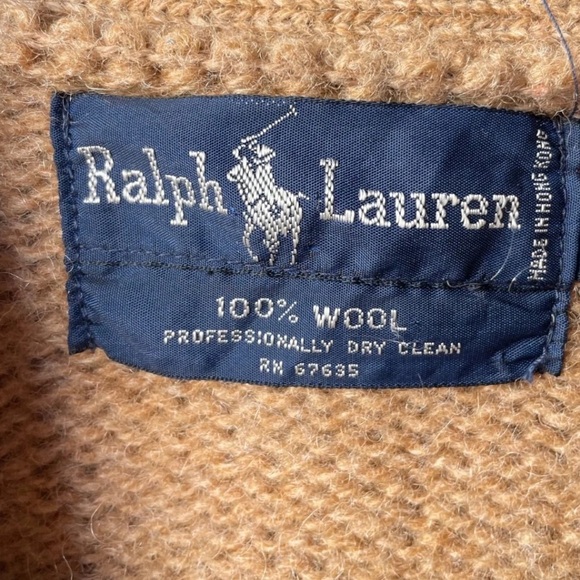 Ralph Lauren
MADE IN HONG KONG
100% WOOL
PROFESSIONALLY DRY CLEAN
RN 67635